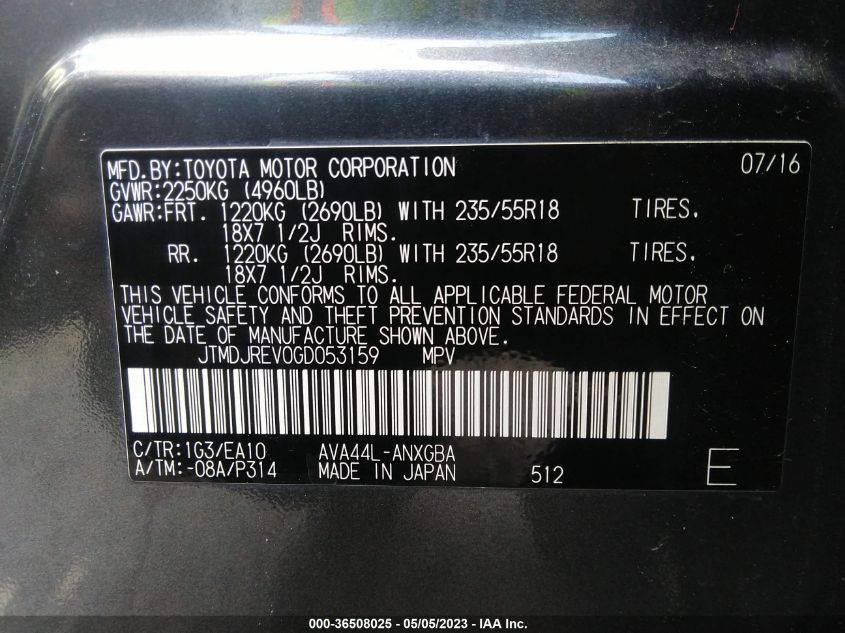 MFD.BY:TOYOTA MOTOR CORPORATION 07/16
GVWR:2250KG (4960LB)
GAWR:FRT. 1220KG (2690LB) WITH 235/55R18 TIRES.
18X7 1/2J RIMS.
RR. 1220KG (2690LB) WITH 235/55R18 TIRES.
18X7 1/2J RIMS.
THIS VEHICLE CONFORMS TO ALL APPLICABLE FEDERAL MOTOR
VEHICLE SAFETY AND THEFT PREVENTION STANDARDS IN EFFECT ON
THE DATE OF MANUFACTURE SHOWN ABOVE.
JTMDJREV0GD053159 MPV
C/TR:1G3/EA10 AVA44L-ANXGBA
A/TM:-08A/P314 MADE IN JAPAN 512 E
000-36508025 - 05/05/2023 - IAA Inc.